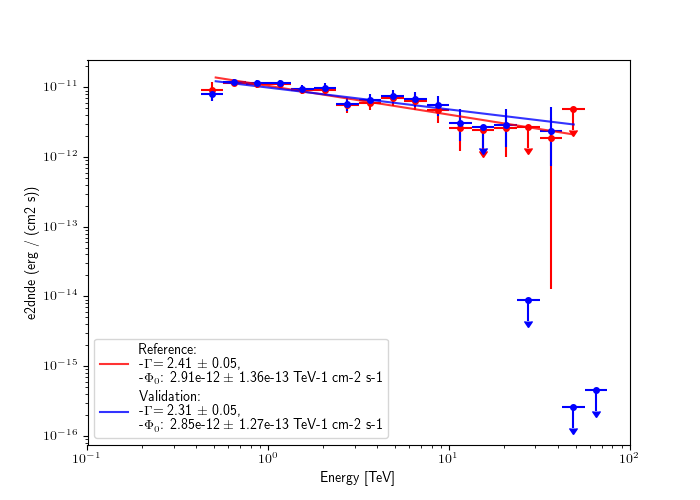 10⁻¹¹
10⁻¹²
10⁻¹³
10⁻¹⁴
10⁻¹⁵
10⁻¹⁶
e2dnde (erg / (cm2 s))
Reference:
-Γ= 2.41 ± 0.05,
-Φ₀: 2.91e-12 ± 1.36e-13 TeV-1 cm-2 s-1
Validation:
-Γ= 2.31 ± 0.05,
-Φ₀: 2.85e-12 ± 1.27e-13 TeV-1 cm-2 s-1
10⁻¹ 10⁰ 10¹ 10²
Energy [TeV]